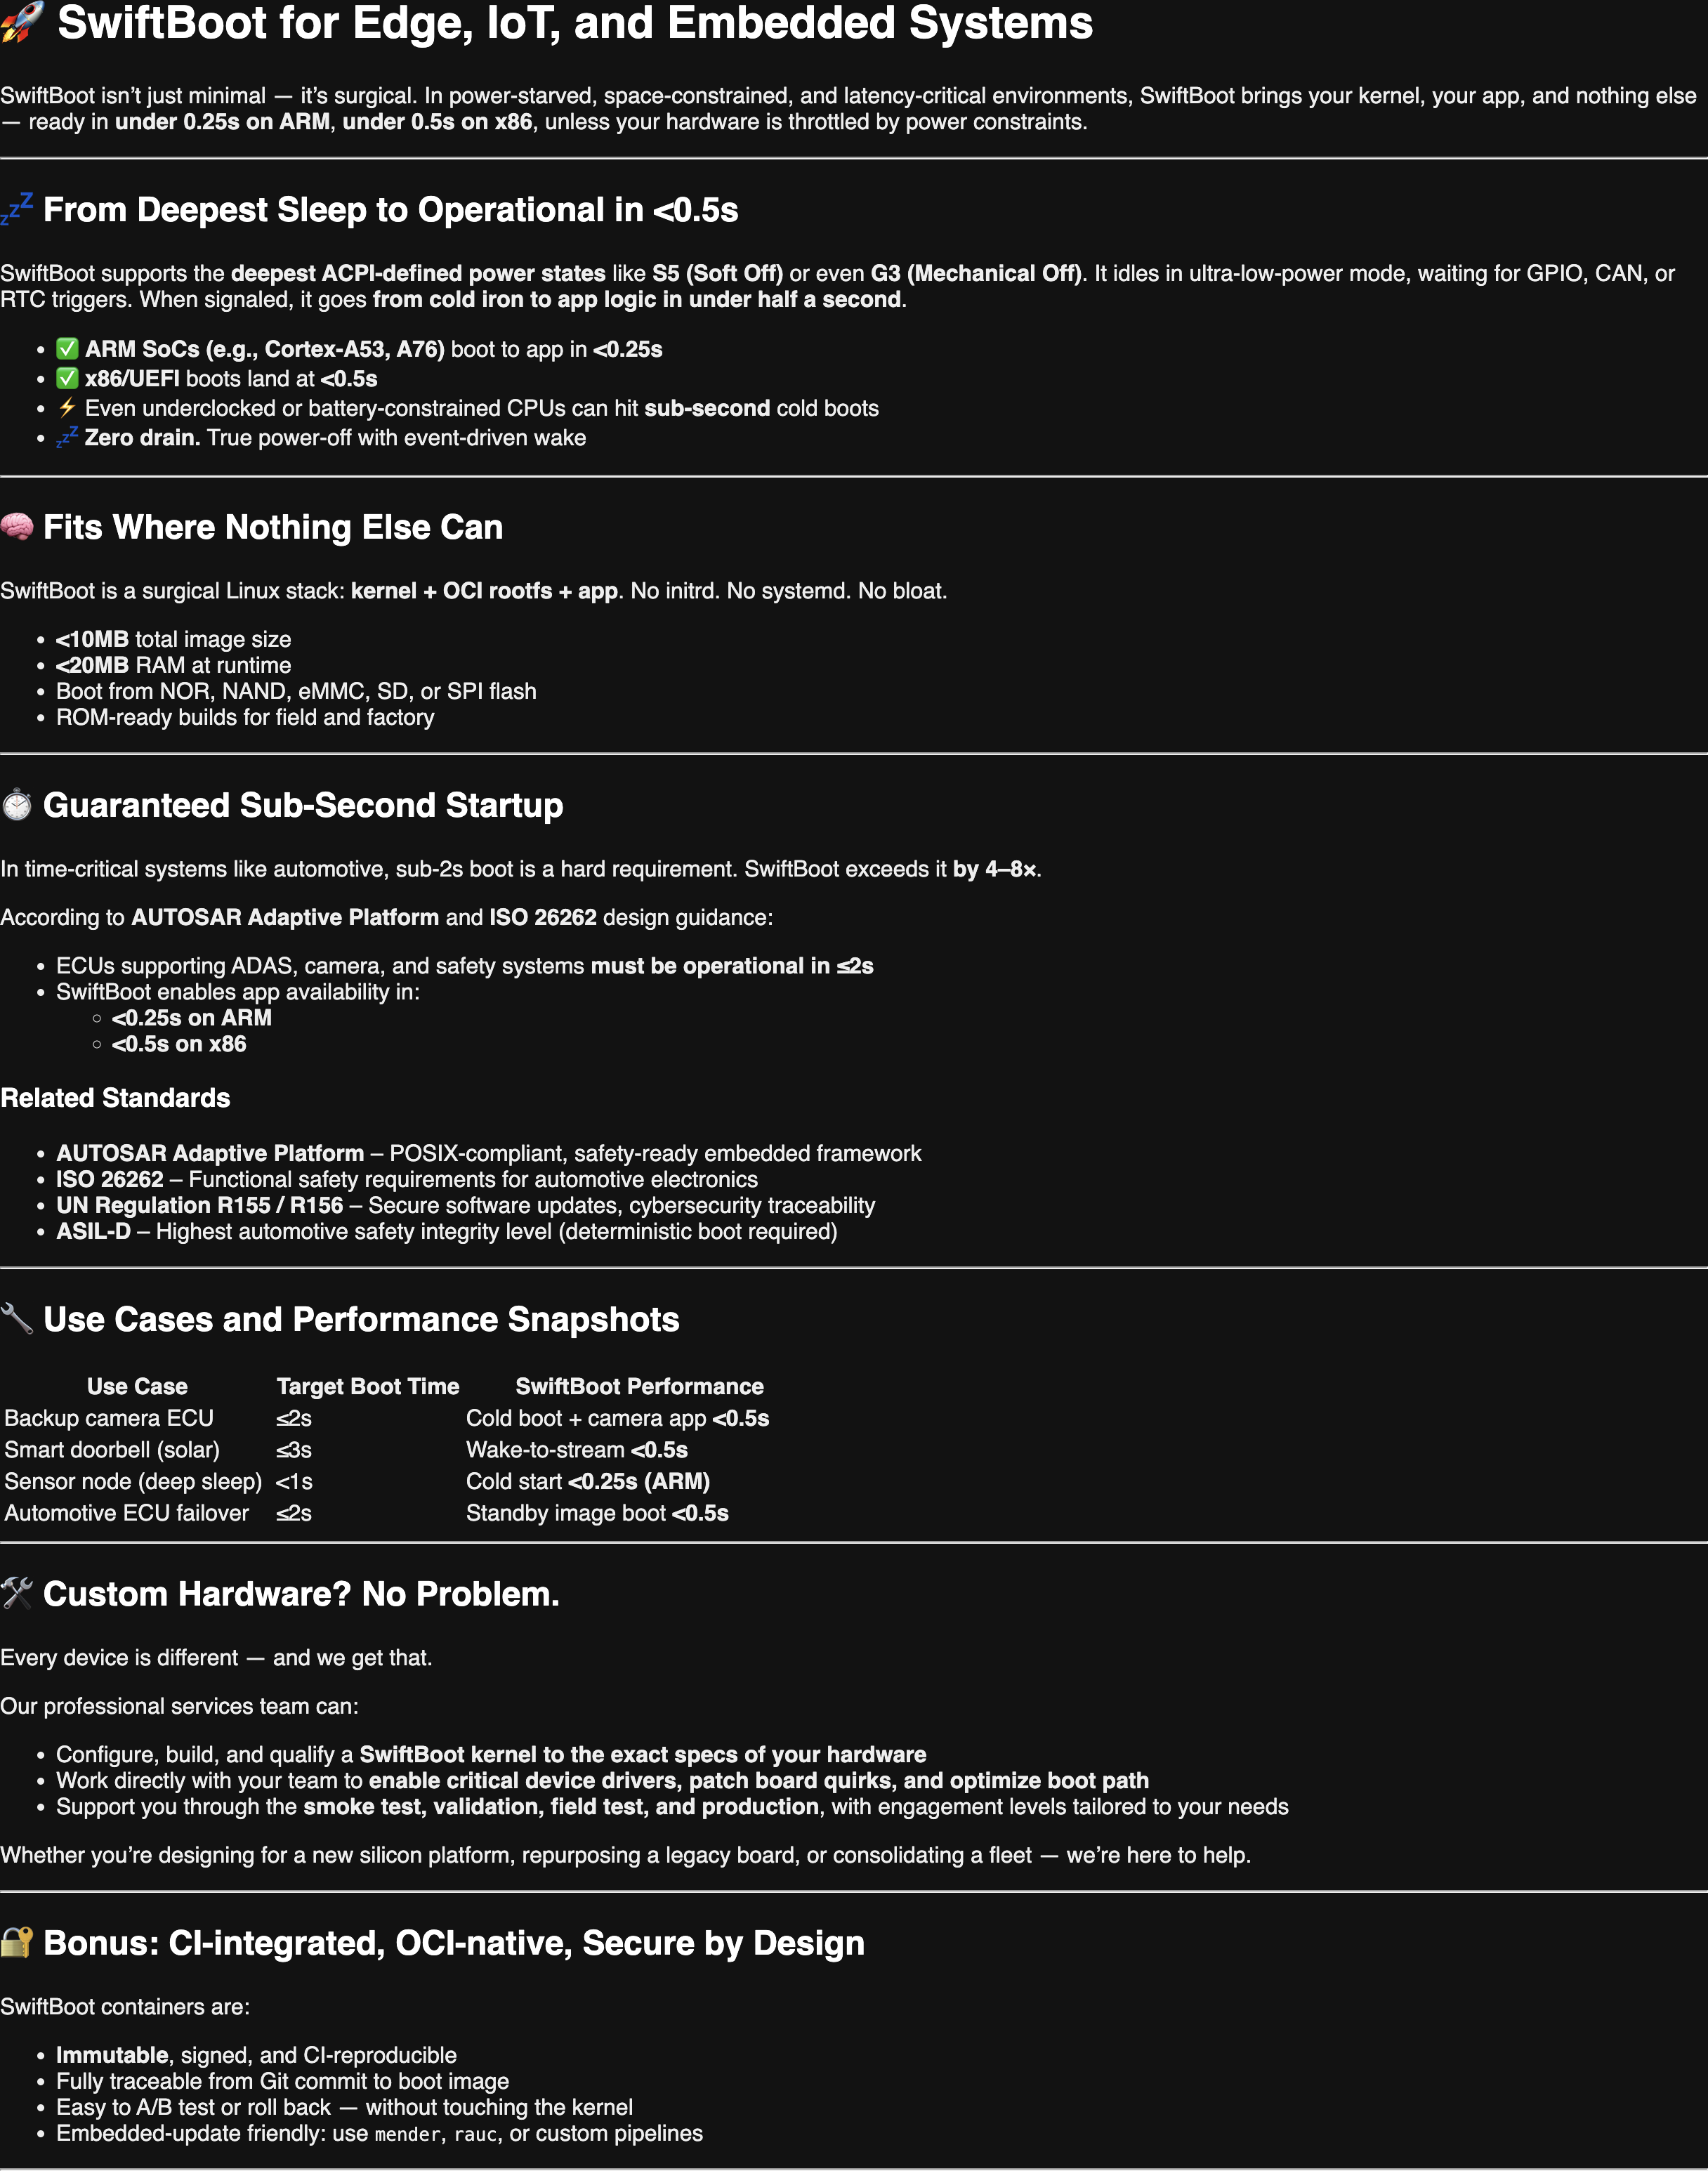 🚀 SwiftBoot for Edge, IoT, and Embedded Systems
SwiftBoot isn’t just minimal — it’s surgical. In power-starved, space-constrained, and latency-critical environments, SwiftBoot brings your kernel, your app, and nothing else
— ready in under 0.25s on ARM, under 0.5s on x86, unless your hardware is throttled by power constraints.
💤 From Deepest Sleep to Operational in <0.5s
SwiftBoot supports the deepest ACPI-defined power states like S5 (Soft Off) or even G3 (Mechanical Off). It idles in ultra-low-power mode, waiting for GPIO, CAN, or
RTC triggers. When signaled, it goes from cold iron to app logic in under half a second.
• ✅ ARM SoCs (e.g., Cortex-A53, A76) boot to app in <0.25s
• ✅ x86/UEFI boots land at <0.5s
• ⚡ Even underclocked or battery-constrained CPUs can hit sub-second cold boots
• 💤 Zero drain. True power-off with event-driven wake
🧠 Fits Where Nothing Else Can
SwiftBoot is a surgical Linux stack: kernel + OCI rootfs + app. No initrd. No systemd. No bloat.
• <10MB total image size
• <20MB RAM at runtime
• Boot from NOR, NAND, eMMC, SD, or SPI flash
• ROM-ready builds for field and factory
⏱ Guaranteed Sub-Second Startup
In time-critical systems like automotive, sub-2s boot is a hard requirement. SwiftBoot exceeds it by 4–8×.
According to AUTOSAR Adaptive Platform and ISO 26262 design guidance:
• ECUs supporting ADAS, camera, and safety systems must be operational in ≤2s
• SwiftBoot enables app availability in:
◦ <0.25s on ARM
◦ <0.5s on x86
Related Standards
• AUTOSAR Adaptive Platform – POSIX-compliant, safety-ready embedded framework
• ISO 26262 – Functional safety requirements for automotive electronics
• UN Regulation R155 / R156 – Secure software updates, cybersecurity traceability
• ASIL-D – Highest automotive safety integrity level (deterministic boot required)
🔧 Use Cases and Performance Snapshots
Use Case Target Boot Time SwiftBoot Performance
Backup camera ECU ≤2s Cold boot + camera app <0.5s
Smart doorbell (solar) ≤3s Wake-to-stream <0.5s
Sensor node (deep sleep) <1s Cold start <0.25s (ARM)
Automotive ECU failover ≤2s Standby image boot <0.5s
🛠 Custom Hardware? No Problem.
Every device is different — and we get that.
Our professional services team can:
• Configure, build, and qualify a SwiftBoot kernel to the exact specs of your hardware
• Work directly with your team to enable critical device drivers, patch board quirks, and optimize boot path
• Support you through the smoke test, validation, field test, and production, with engagement levels tailored to your needs
Whether you’re designing for a new silicon platform, repurposing a legacy board, or consolidating a fleet — we’re here to help.
🔐 Bonus: CI-integrated, OCI-native, Secure by Design
SwiftBoot containers are:
• Immutable, signed, and CI-reproducible
• Fully traceable from Git commit to boot image
• Easy to A/B test or roll back — without touching the kernel
• Embedded-update friendly: use mender, rauc, or custom pipelines